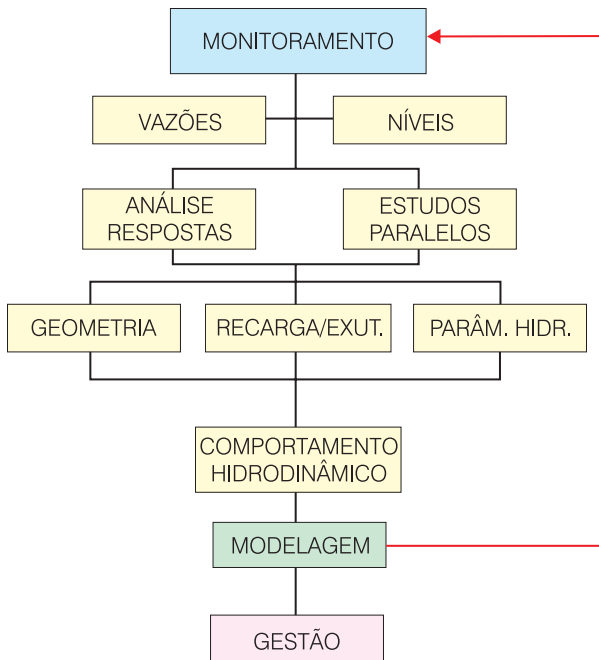 MONITORAMENTO
VAZÕES
NÍVEIS
ANÁLISE
RESPOSTAS
ESTUDOS
PARALELOS
GEOMETRIA
RECARGA/EXUT.
PARÂM. HIDR.
COMPORTAMENTO
HIDRODINÂMICO
MODELAGEM
GESTÃO